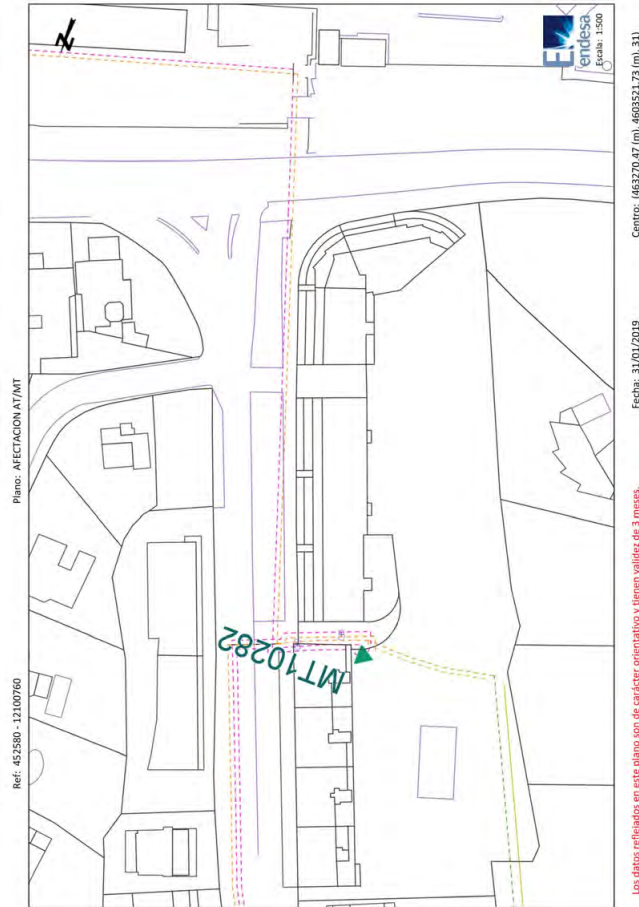 Ref: 452580 - 12100760
Plano: AFECTACION AT/MT
N
endesa
Escala: 1:500
MT10282
Los datos reflejados en este plano son de carácter orientativo y tienen validez de 3 meses.
Fecha: 31/01/2019
Centro: (463270.47 (m), 4603521.73 (m), 31)